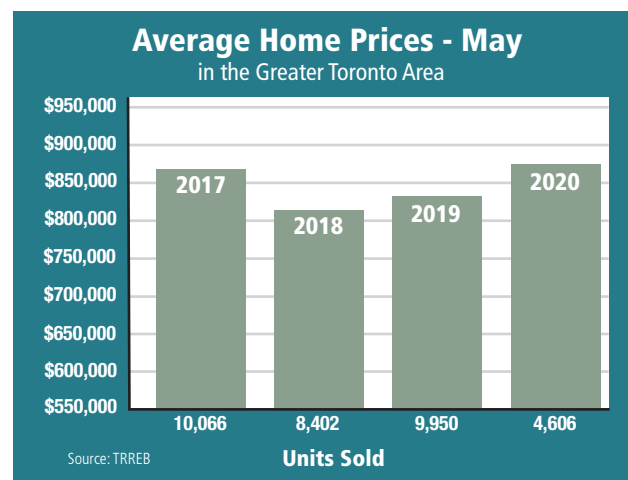 Average Home Prices - May
in the Greater Toronto Area
$950,000
$900,000
$850,000
$800,000
$750,000
$700,000
$650,000
$600,000
$550,000
2017
2018
2019
2020
10,066 8,402 9,950 4,606
Source: TRREB
Units Sold